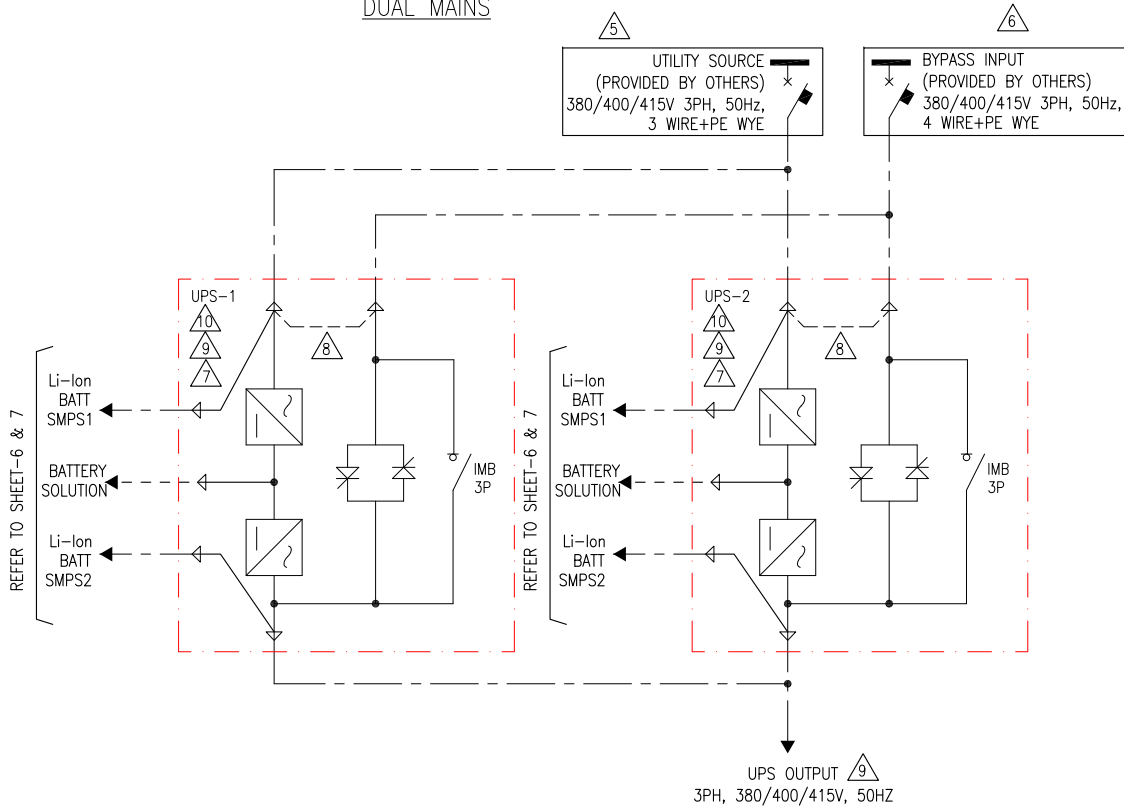 DUAL MAINS
5
6
UTILITY SOURCE
(PROVIDED BY OTHERS)
380/400/415V 3PH, 50Hz,
3 WIRE+PE WYE
BYPASS INPUT
(PROVIDED BY OTHERS)
380/400/415V 3PH, 50Hz,
4 WIRE+PE WYE
REFER TO SHEET-6 & 7
Li-Ion
BATT
SMPS1
BATTERY
SOLUTION
Li-Ion
BATT
SMPS2
UPS-1
10
9
7
8
IMB
3P
REFER TO SHEET-6 & 7
Li-Ion
BATT
SMPS1
BATTERY
SOLUTION
Li-Ion
BATT
SMPS2
UPS-2
10
9
7
8
IMB
3P
UPS OUTPUT 9
3PH, 380/400/415V, 50HZ